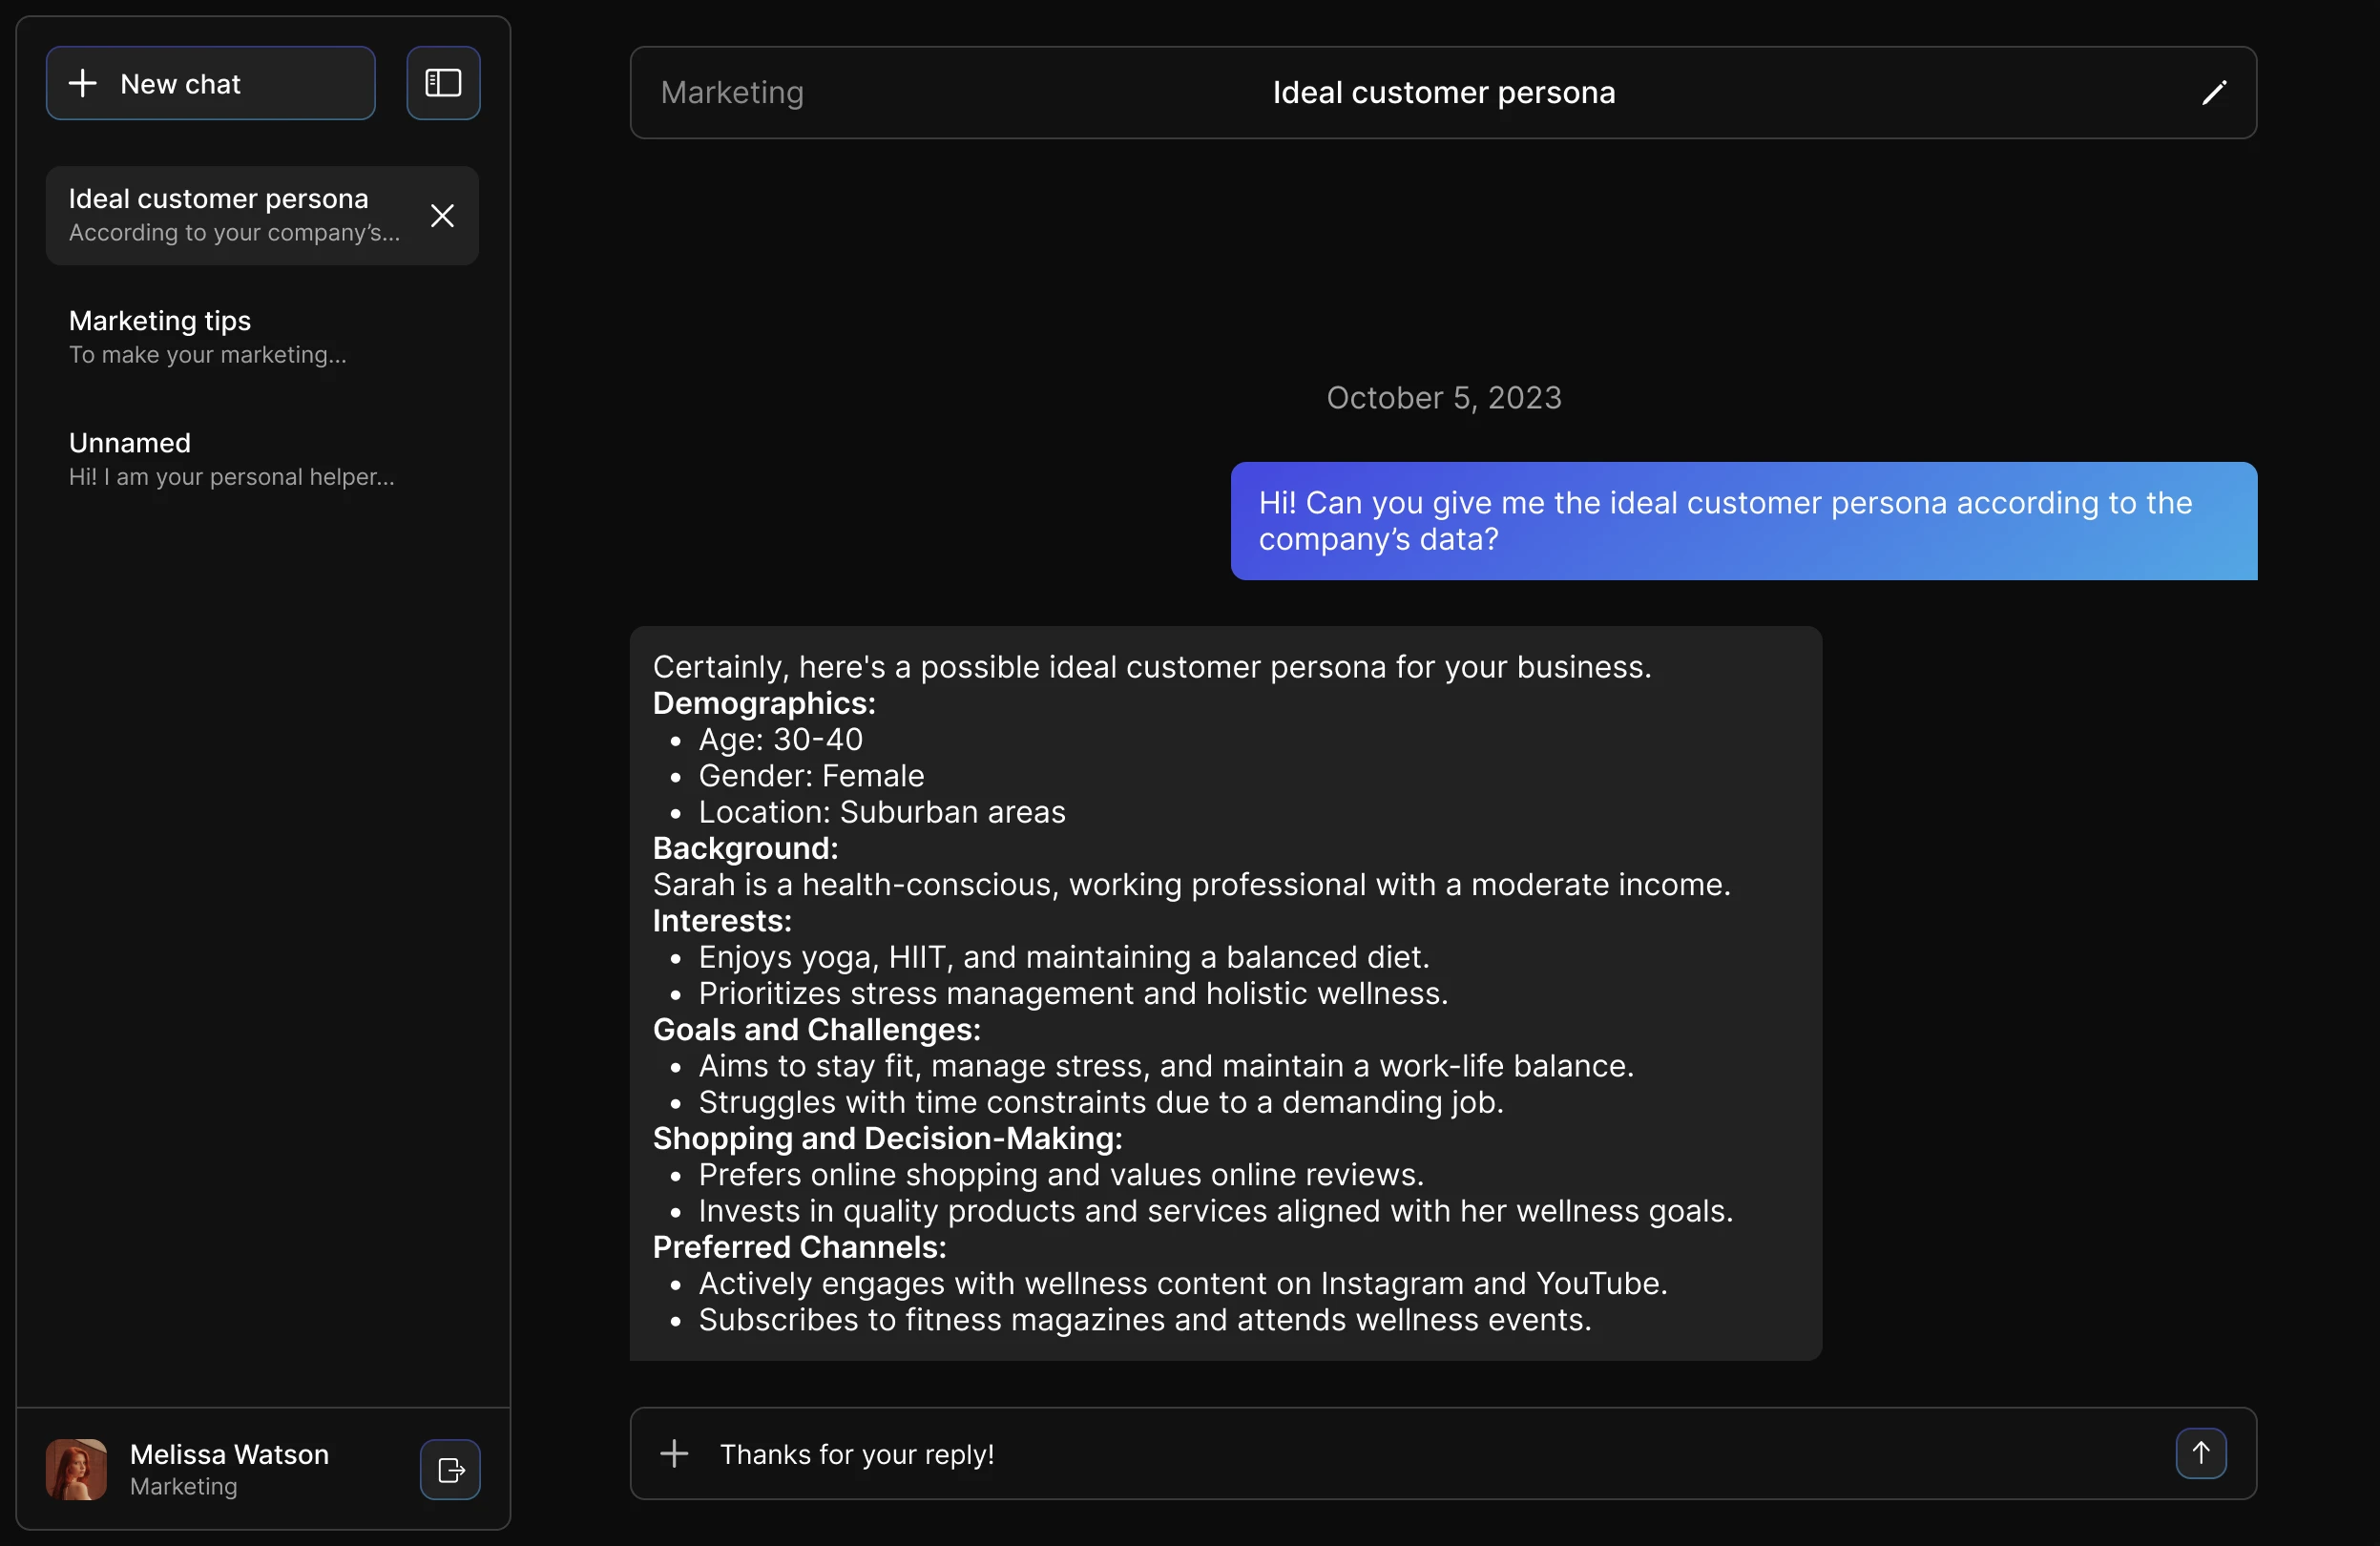 New chat
Ideal customer persona
According to your company’s...
Marketing tips
To make your marketing...
Unnamed
Hi! I am your personal helper...
Melissa Watson
Marketing
Marketing
Ideal customer persona
October 5, 2023
Hi! Can you give me the ideal customer persona according to the
company’s data?
Certainly, here's a possible ideal customer persona for your business.
Demographics:
• Age: 30-40
• Gender: Female
• Location: Suburban areas
Background:
Sarah is a health-conscious, working professional with a moderate income.
Interests:
• Enjoys yoga, HIIT, and maintaining a balanced diet.
• Prioritizes stress management and holistic wellness.
Goals and Challenges:
• Aims to stay fit, manage stress, and maintain a work-life balance.
• Struggles with time constraints due to a demanding job.
Shopping and Decision-Making:
• Prefers online shopping and values online reviews.
• Invests in quality products and services aligned with her wellness goals.
Preferred Channels:
• Actively engages with wellness content on Instagram and YouTube.
• Subscribes to fitness magazines and attends wellness events.
Thanks for your reply!